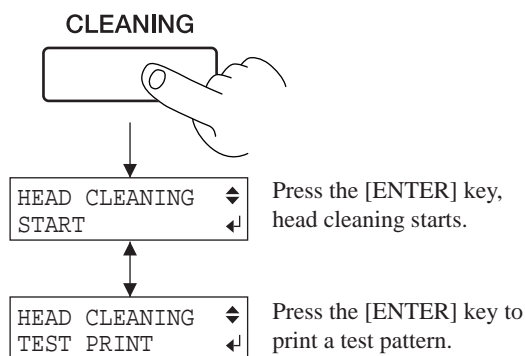 CLEANING
HEAD CLEANING
START
Press the [ENTER] key,
head cleaning starts.
HEAD CLEANING
TEST PRINT
Press the [ENTER] key to
print a test pattern.